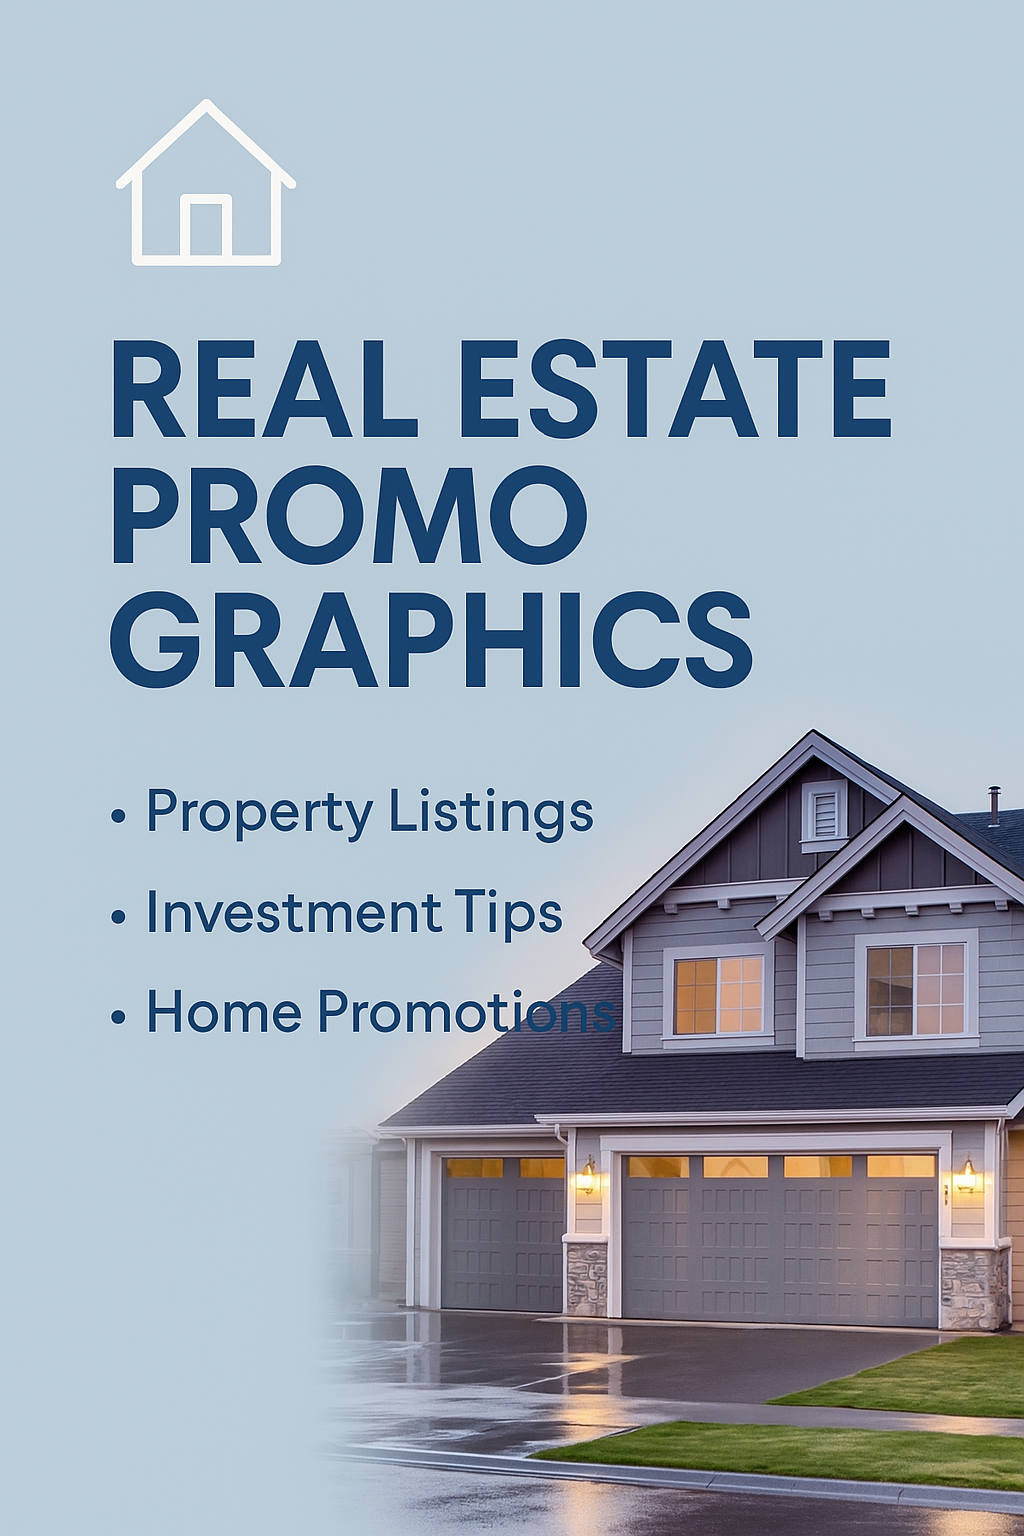 REAL ESTATE
PROMO
GRAPHICS
• Property Listings
• Investment Tips
• Home Promotions